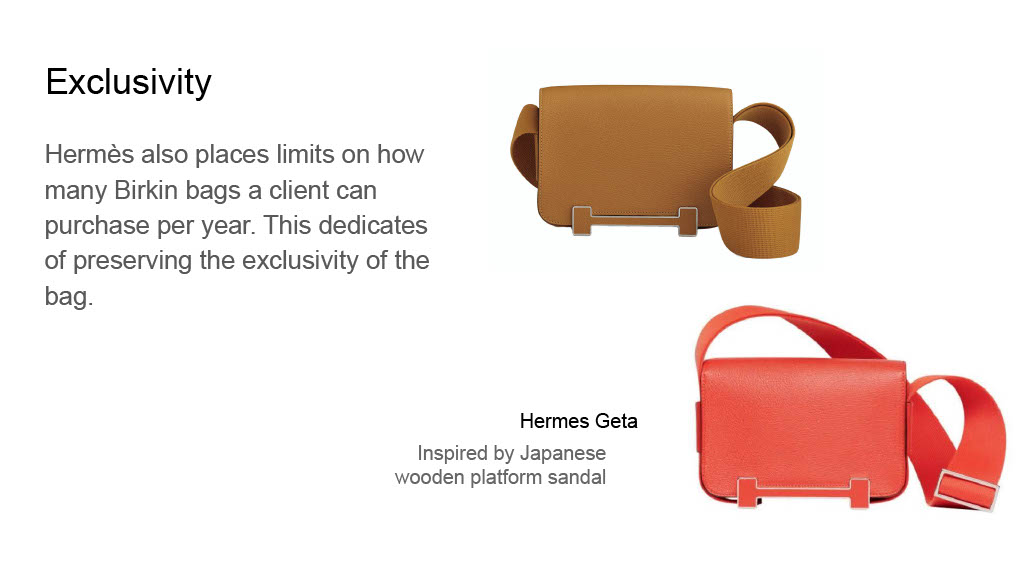 Exclusivity
Hermès also places limits on how
many Birkin bags a client can
purchase per year. This dedicates
of preserving the exclusivity of the
bag.
Hermes Geta
Inspired by Japanese
wooden platform sandal